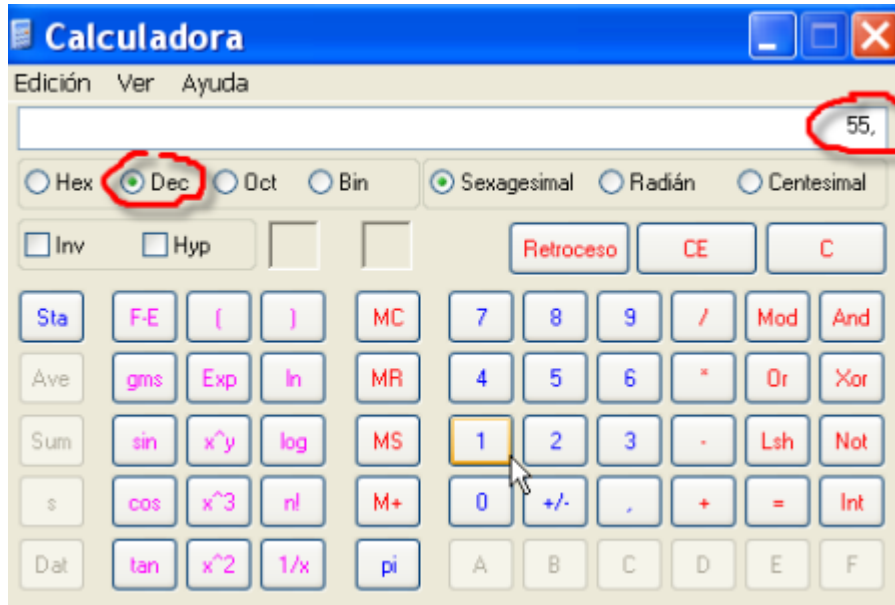 Calculadora
Edición Ver Ayuda
55,
Hex Dec Oct Bin Sexagesimal Radián Centesimal
Inv Hyp Retroceso CE C
Sta F-E ( ) MC 7 8 9 / Mod And
Ave gms Exp ln MR 4 5 6 * Or Xor
Sum sin x^y log MS 1 2 3 - Lsh Not
s cos x^3 n! M+ 0 +/- , + = Int
Dat tan x^2 1/x pi A B C D E F